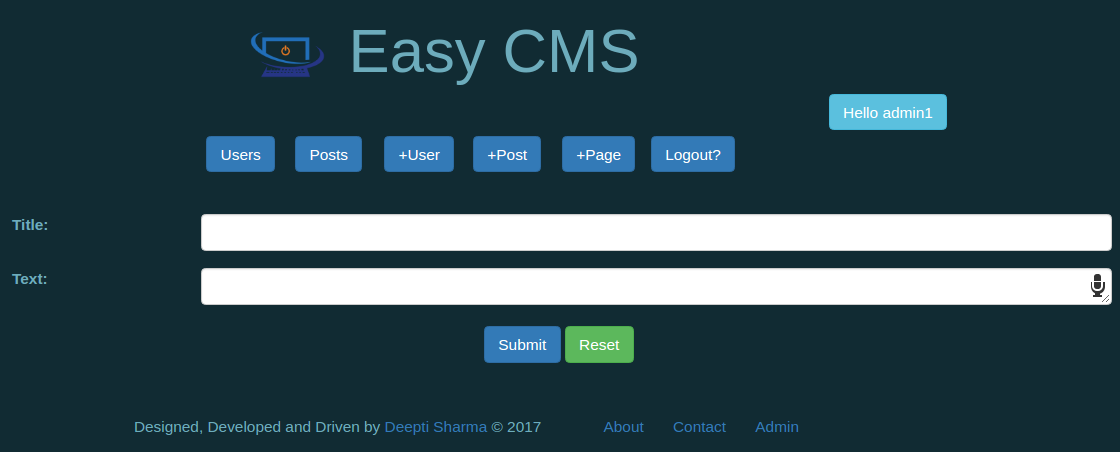 Easy CMS
Hello admin1
Users Posts +User +Post +Page Logout?
Title:
Text:
Submit Reset
Designed, Developed and Driven by Deepti Sharma © 2017 About Contact Admin